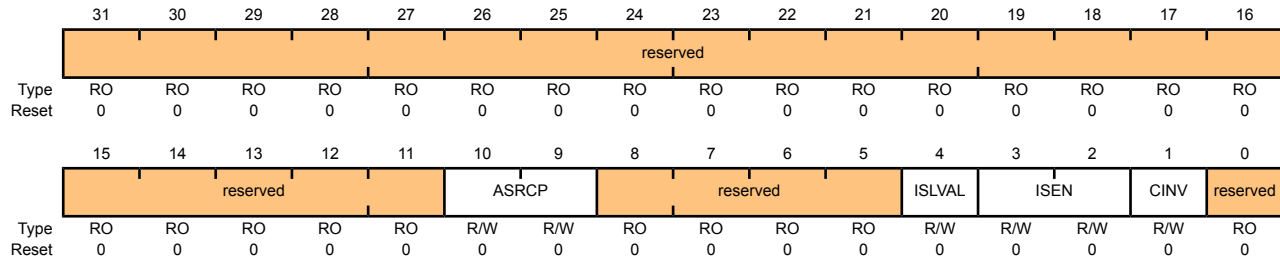 31 30 29 28 27 26 25 24 23 22 21 20 19 18 17 16
reserved
Type RO RO RO RO RO RO RO RO RO RO RO RO RO RO RO RO
Reset 0 0 0 0 0 0 0 0 0 0 0 0 0 0 0 0
15 14 13 12 11 10 9 8 7 6 5 4 3 2 1 0
reserved ASRCP reserved ISLVAL ISEN CINV reserved
Type RO RO RO RO RO R/W R/W RO RO RO RO R/W R/W R/W R/W RO
Reset 0 0 0 0 0 0 0 0 0 0 0 0 0 0 0 0